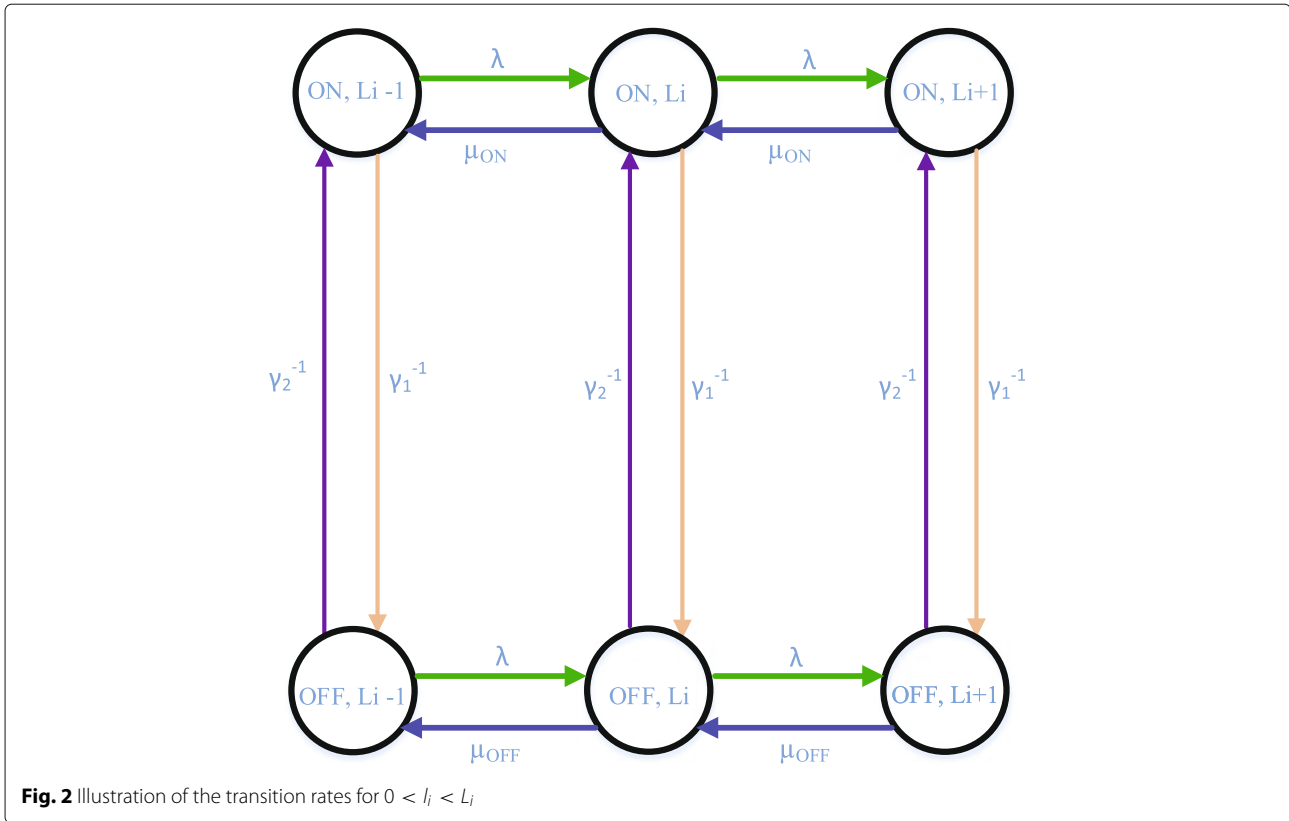 λ λ
ON, Li -1 ON, Li ON, Li+1
μON μON
γ2⁻¹ γ1⁻¹ γ2⁻¹ γ1⁻¹ γ2⁻¹ γ1⁻¹
λ λ
OFF, Li -1 OFF, Li OFF, Li+1
μOFF μOFF
Fig. 2 Illustration of the transition rates for 0 < li < Li